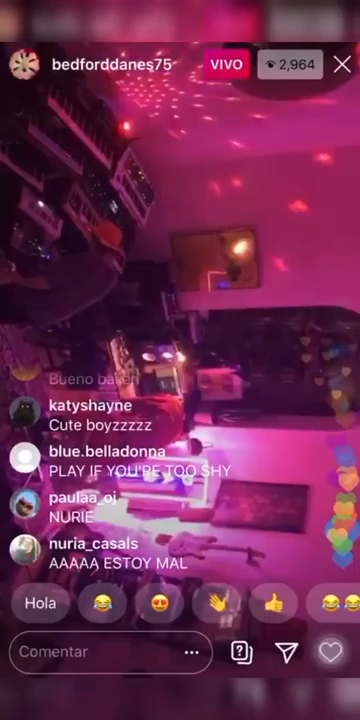 bedforddanes75
VIVO
2,964
Bueno
katyshayne
Cute boyzzzzz
blue.belladonna
PLAY IF YOU'RE TOO SHY
paulaa_oj
NURIE
nuria_casals
AAAAA ESTOY MAL
Hola
Comentar